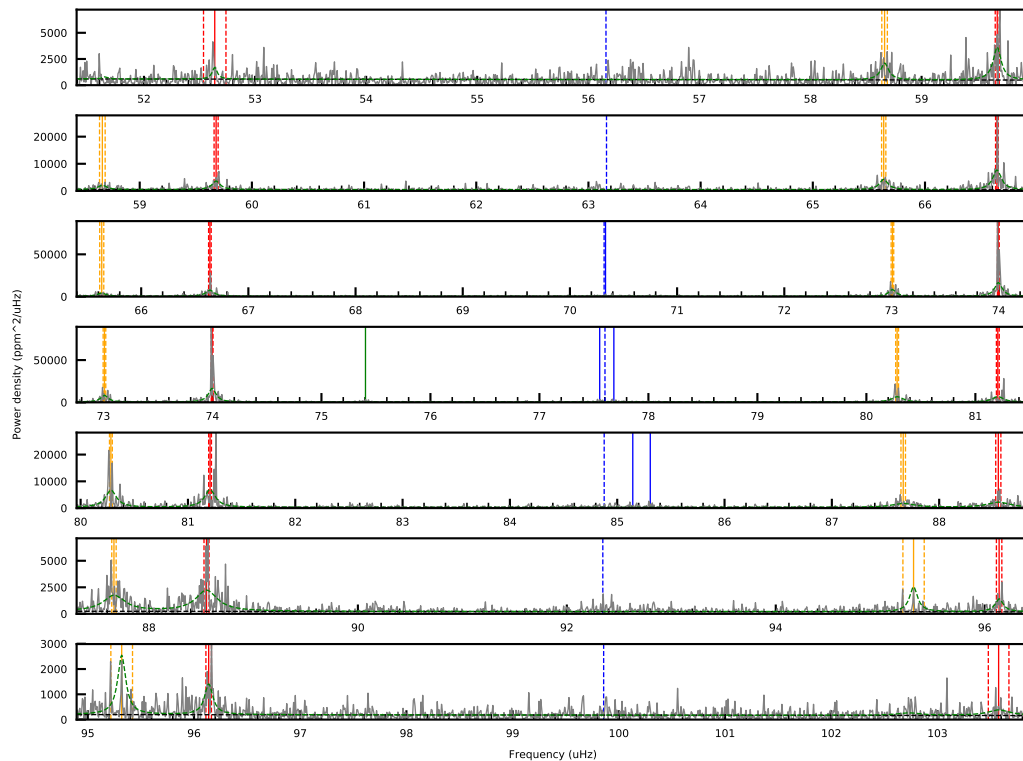 5000
2500
0
52 53 54 55 56 57 58 59
20000
10000
0
59 60 61 62 63 64 65 66
50000
0
66 67 68 69 70 71 72 73 74
50000
0
73 74 75 76 77 78 79 80 81
Power density (ppm^2/uHz)
20000
10000
0
80 81 82 83 84 85 86 87 88
5000
2500
0
88 90 92 94 96
3000
2000
1000
0
95 96 97 98 99 100 101 102 103
Frequency (uHz)